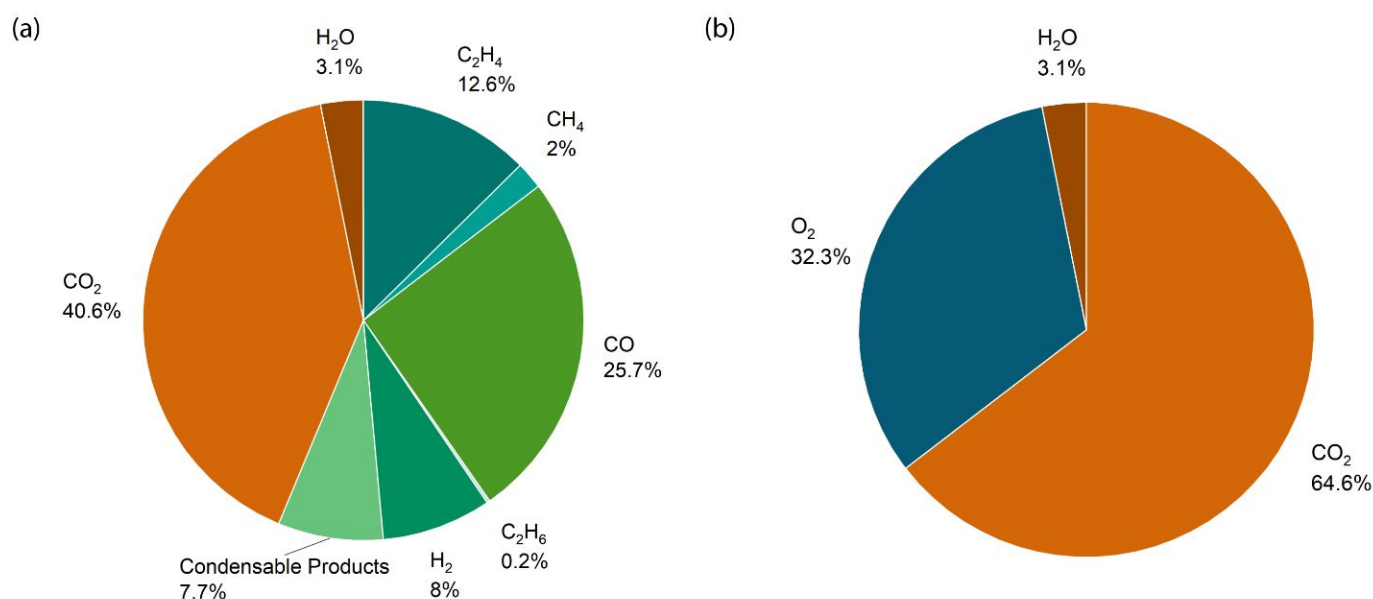 (a)
H₂O
3.1%
C₂H₄
12.6%
CH₄
2%
CO
25.7%
C₂H₆
0.2%
H₂
8%
Condensable Products
7.7%
CO₂
40.6%
(b)
H₂O
3.1%
O₂
32.3%
CO₂
64.6%